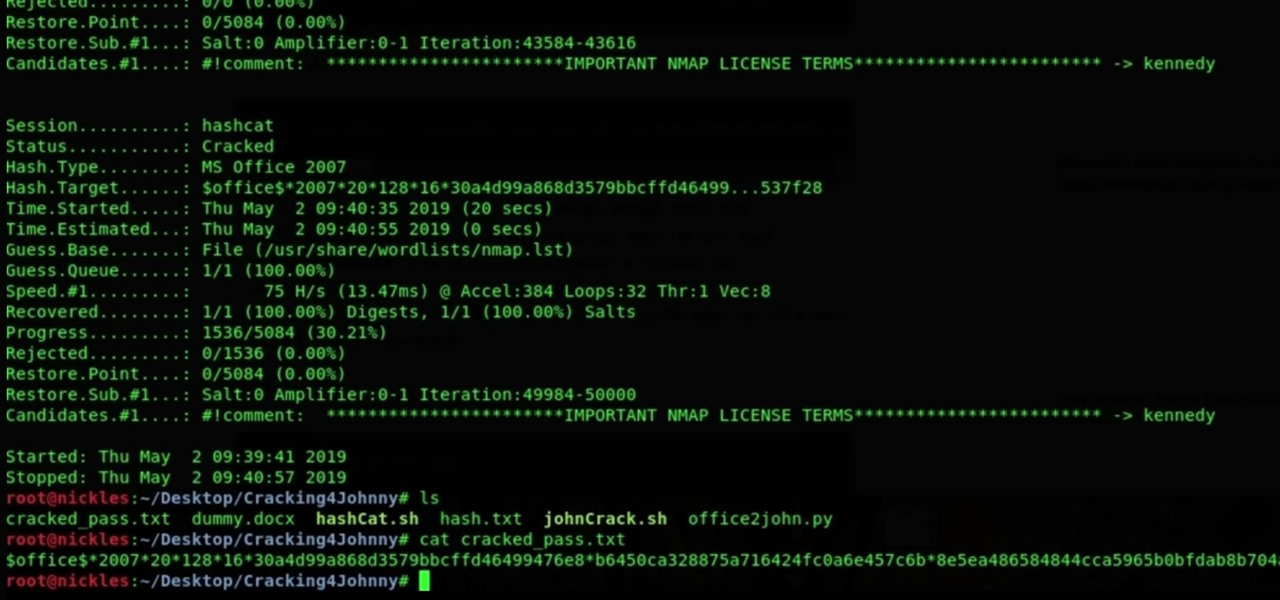 Rejected.........: 0/0 (0.00%)
Restore.Point....: 0/5084 (0.00%)
Restore.Sub.#1...: Salt:0 Amplifier:0-1 Iteration:43584-43616
Candidates.#1....: #!comment:  ***********************IMPORTANT NMAP LICENSE TERMS************************ -> kennedy
Session..........: hashcat
Status...........: Cracked
Hash.Type........: MS Office 2007
Hash.Target......: $office$*2007*20*128*16*30a4d99a868d3579bbcffd46499...537f28
Time.Started.....: Thu May  2 09:40:35 2019 (20 secs)
Time.Estimated...: Thu May  2 09:40:55 2019 (0 secs)
Guess.Base.......: File (/usr/share/wordlists/nmap.lst)
Guess.Queue......: 1/1 (100.00%)
Speed.#1.........:       75 H/s (13.47ms) @ Accel:384 Loops:32 Thr:1 Vec:8
Recovered........: 1/1 (100.00%) Digests, 1/1 (100.00%) Salts
Progress.........: 1536/5084 (30.21%)
Rejected.........: 0/1536 (0.00%)
Restore.Point....: 0/5084 (0.00%)
Restore.Sub.#1...: Salt:0 Amplifier:0-1 Iteration:49984-50000
Candidates.#1....: #!comment:  ***********************IMPORTANT NMAP LICENSE TERMS************************ -> kennedy
Started: Thu May  2 09:39:41 2019
Stopped: Thu May  2 09:40:57 2019
root@nickles:~/Desktop/Cracking4Johnny# ls
cracked_pass.txt  dummy.docx  hashCat.sh  hash.txt  johnCrack.sh  office2john.py
root@nickles:~/Desktop/Cracking4Johnny# cat cracked_pass.txt
$office$*2007*20*128*16*30a4d99a868d3579bbcffd46499476e8*b6450ca328875a716424fc0a6e457c6b*8e5ea486584844cca5965b0bfdab8b704
root@nickles:~/Desktop/Cracking4Johnny#